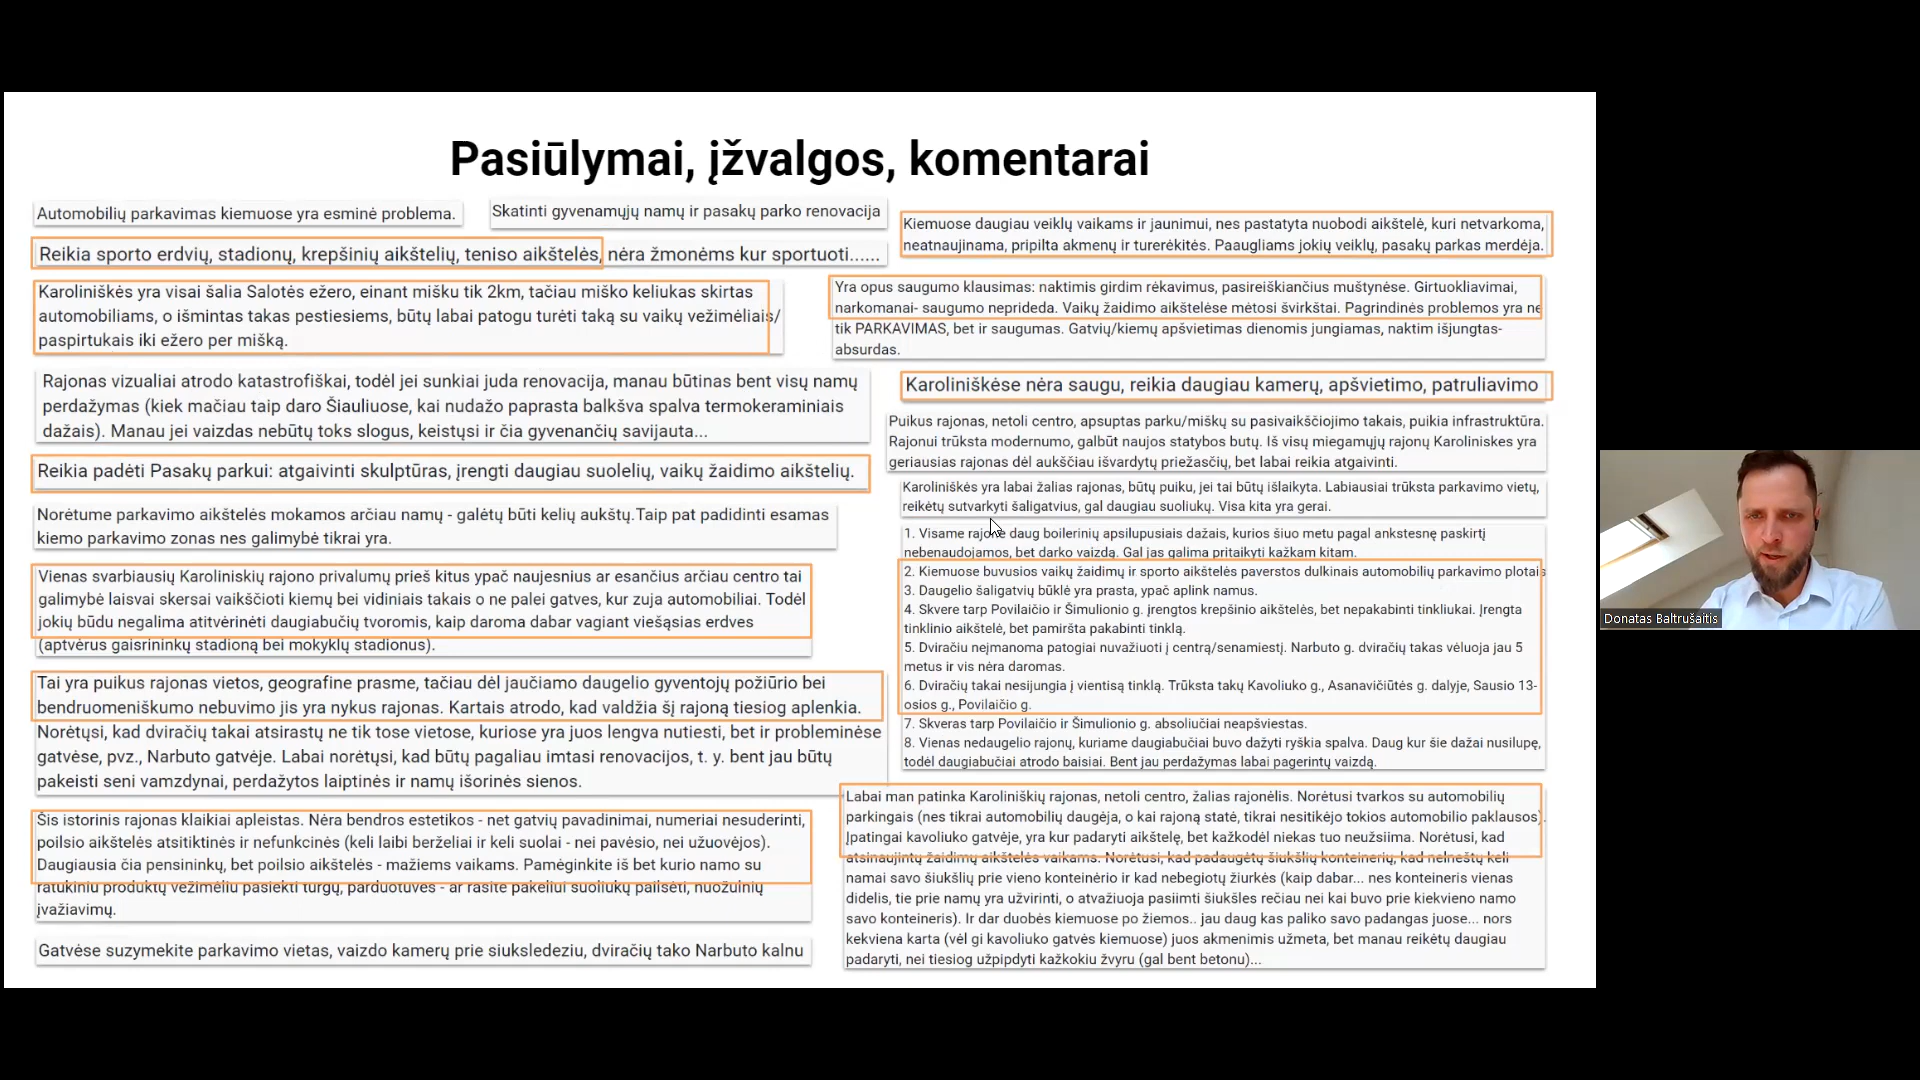 Pasiūlymai, įžvalgos, komentarai
Automobilių parkavimas kiemuose yra esminė problema.
Skatinti gyvenamųjų namų ir pasakų parko renovacija
Reikia sporto erdvių, stadionų, krepšinių aikštelių, teniso aikštelės, nėra žmonėms kur sportuoti......
Karoliniškės yra visai šalia Salotės ežero, einant mišku tik 2km, tačiau miško keliukas skirtas
automobiliams, o išmintas takas pestiesiems, būtų labai patogu turėti taką su vaikų vežimėliais/
paspirtukais iki ežero per mišką.
Rajonas vizualiai atrodo katastrofiškai, todėl jei sunkiai juda renovacija, manau būtinas bent visų namų
perdažymas (kiek mačiau taip daro Šiauliuose, kai nudažo paprasta balkšva spalva termokeraminiais
dažais). Manau jei vaizdas nebūtų toks slogus, keistųsi ir čia gyvenančių savijauta...
Reikia padėti Pasakų parkui: atgaivinti skulptūras, įrengti daugiau suolelių, vaikų žaidimo aikštelių.
Norėtume parkavimo aikštelės mokamos arčiau namų - galėtų būti kelių aukštų.Taip pat padidinti esamas
kiemo parkavimo zonas nes galimybė tikrai yra.
Vienas svarbiausių Karoliniskių rajono privalumų prieš kitus ypač naujesnius ar esančius arčiau centro tai
galimybė laisvai skersai vaikščioti kiemų bei vidiniais takais o ne palei gatves, kur zuja automobiliai. Todėl
jokių būdu negalima atitvėrinėti daugiabučių tvoromis, kaip daroma dabar vagiant viešąsias erdves
(aptvėrus gaisrininkų stadioną bei mokyklų stadionus).
Tai yra puikus rajonas vietos, geografine prasme, tačiau dėl jaučiamo daugelio gyventojų požiūrio bei
bendruomeniškumo nebuvimo jis yra nykus rajonas. Kartais atrodo, kad valdžia šį rajoną tiesiog aplenkia.
Norėtųsi, kad dviračių takai atsirastų ne tik tose vietose, kuriose yra juos lengva nutiesti, bet ir probleminėse
gatvėse, pvz., Narbuto gatvėje. Labai norėtųsi, kad būtų pagaliau imtasi renovacijos, t. y. bent jau būtų
pakeisti seni vamzdynai, perdažytos laiptinės ir namų išorinės sienos.
Šis istorinis rajonas klaikiai apleistas. Nėra bendros estetikos - net gatvių pavadinimai, numeriai nesuderinti,
poilsio aikštelės atsitiktinės ir nefunkcinės (keli laibi berželiai ir keli suolai - nei pavėsio, nei užuovėjos).
Daugiausia čia pensininkų, bet poilsio aikštelės - mažiems vaikams. Pamėginkite iš bet kurio namo su
ratukiniu produktų vežimėliu pasiekti turgų, parduotuves - ar rasite pakeliui suoliukų pailsėti, nuožulnių
įvažiavimų.
Gatvėse suzymekite parkavimo vietas, vaizdo kamerų prie siuksledeziu, dviračių tako Narbuto kalnu
Kiemuose daugiau veiklų vaikams ir jaunimui, nes pastatyta nuobodi aikštelė, kuri netvarkoma,
neatnaujinama, pripilta akmenų ir turerėkitės. Paaugliams jokių veiklų, pasakų parkas merdėja.
Yra opus saugumo klausimas: naktimis girdim rėkavimus, pasireiškiančius muštynėse. Girtuokliavimai,
narkomanai- saugumo neprideda. Vaikų žaidimo aikštelėse mėtosi švirkštai. Pagrindinės problemos yra ne
tik PARKAVIMAS, bet ir saugumas. Gatvių/kiemų apšvietimas dienomis jungiamas, naktim išjungtas-
absurdas.
Karoliniškėse nėra saugu, reikia daugiau kamerų, apšvietimo, patruliavimo
Puikus rajonas, netoli centro, apsuptas parku/miškų su pasivaikščiojimo takais, puikia infrastruktūra.
Rajonui trūksta modernumo, galbūt naujos statybos butų. Iš visų miegamųjų rajonų Karoliniskes yra
geriausias rajonas dėl aukščiau išvardytų priežasčių, bet labai reikia atgaivinti.
Karoliniškės yra labai žalias rajonas, būtų puiku, jei tai būtų išlaikyta. Labiausiai trūksta parkavimo vietų,
reikėtų sutvarkyti šaligatvius, gal daugiau suoliukų. Visa kita yra gerai.
1. Visame rajone daug boilerinių apsilupusiais dažais, kurios šiuo metu pagal ankstesnę paskirtį
nebenaudojamos, bet darko vaizdą. Gal jas galima pritaikyti kažkam kitam.
2. Kiemuose buvusios vaikų žaidimų ir sporto aikštelės paverstos dulkinais automobilių parkavimo plotais
3. Daugelio šaligatvių būklė yra prasta, ypač aplink namus.
4. Skvere tarp Povilaičio ir Šimulionio g. įrengtos krepšinio aikštelės, bet nepakabinti tinkliukai. Įrengta
tinklinio aikštelė, bet pamiršta pakabinti tinklą.
5. Dviračiu neįmanoma patogiai nuvažiuoti į centrą/senamiestį. Narbuto g. dviračių takas vėluoja jau 5
metus ir vis nėra daromas.
6. Dviračių takai nesijungia į vientisą tinklą. Trūksta takų Kavoliuko g., Asanavičiūtės g. dalyje, Sausio 13-
osios g., Povilaičio g.
7. Skveras tarp Povilaičio ir Šimulionio g. absoliučiai neapšviestas.
8. Vienas nedaugelio rajonų, kuriame daugiabučiai buvo dažyti ryškia spalva. Daug kur šie dažai nusilupę,
todėl daugiabučiai atrodo baisiai. Bent jau perdažymas labai pagerintų vaizdą.
Labai man patinka Karoliniškių rajonas, netoli centro, žalias rajonėlis. Norėtusi tvarkos su automobilių
parkingais (nes tikrai automobilių daugėja, o kai rajoną statė, tikrai nesitikėjo tokios automobilio paklausos).
Įpatingai kavoliuko gatvėje, yra kur padaryti aikštelę, bet kažkodėl niekas tuo neužsiima. Norėtųsi, kad
atsinaujintų žaidimų aikštelės vaikams. Norėtųsi, kad padaugėtų šiukšlių konteinerių, kad neineštų keli
namai savo šiukšlių prie vieno konteinėrio ir kad nebegiotų žiurkės (kaip dabar... nes konteineris vienas
didelis, tie prie namų yra užvirinti, o atvažiuoja pasiimti šiukšles rečiau nei kai buvo prie kiekvieno namo
savo konteineris). Ir dar duobės kiemuose po žiemos.. jau daug kas paliko savo padangas juose... nors
kekviena karta (vėl gi kavoliuko gatvės kiemuose) juos akmenimis užmeta, bet manau reikėtų daugiau
padaryti, nei tiesiog užpipdyti kažkokiu žvyru (gal bent betonu)...
Donatas Baltrušaitis